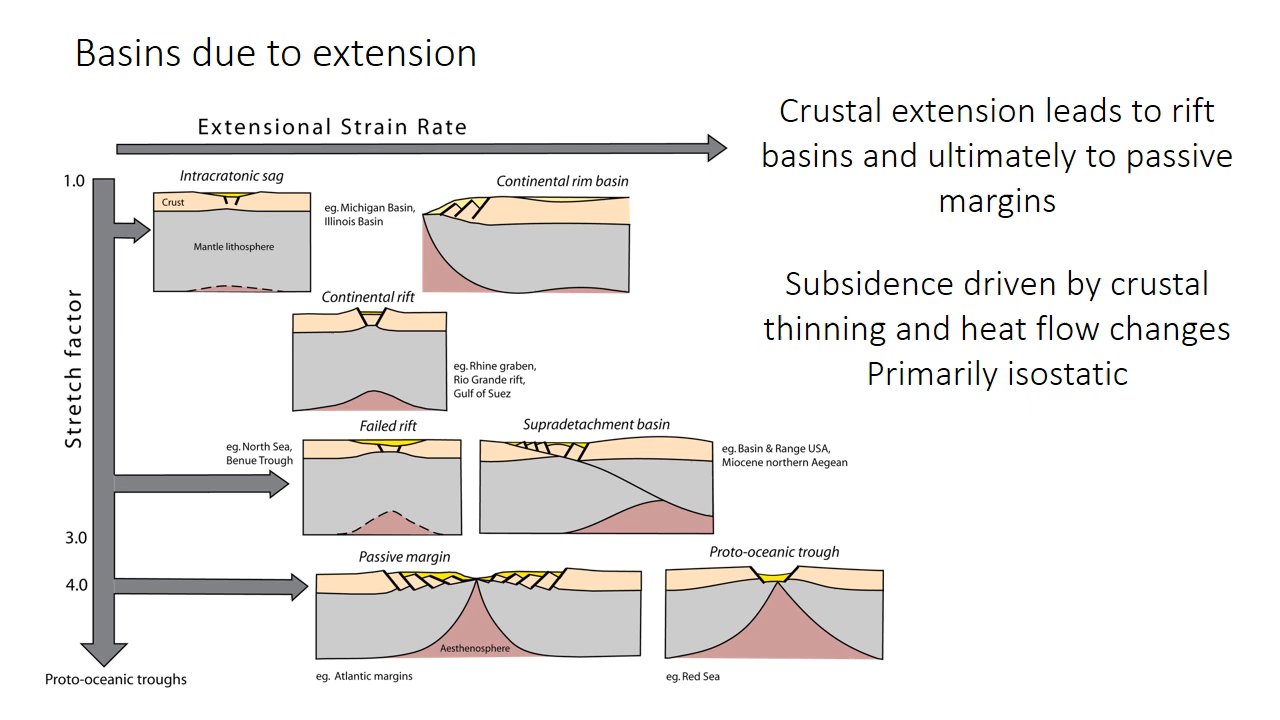 Basins due to extension
Extensional Strain Rate
Crustal extension leads to rift
basins and ultimately to passive
margins
Subsidence driven by crustal
thinning and heat flow changes
Primarily isostatic
Stretch factor
1.0
3.0
4.0
Proto-oceanic troughs
Intracratonic sag
Crust
Mantle lithosphere
eg. Michigan Basin,
Illinois Basin
Continental rim basin
Continental rift
eg. Rhine graben,
Rio Grande rift,
Gulf of Suez
Failed rift
eg. North Sea,
Benue Trough
Supradetachment basin
eg. Basin & Range USA,
Miocene northern Aegean
Passive margin
Aesthenosphere
eg. Atlantic margins
Proto-oceanic trough
eg. Red Sea